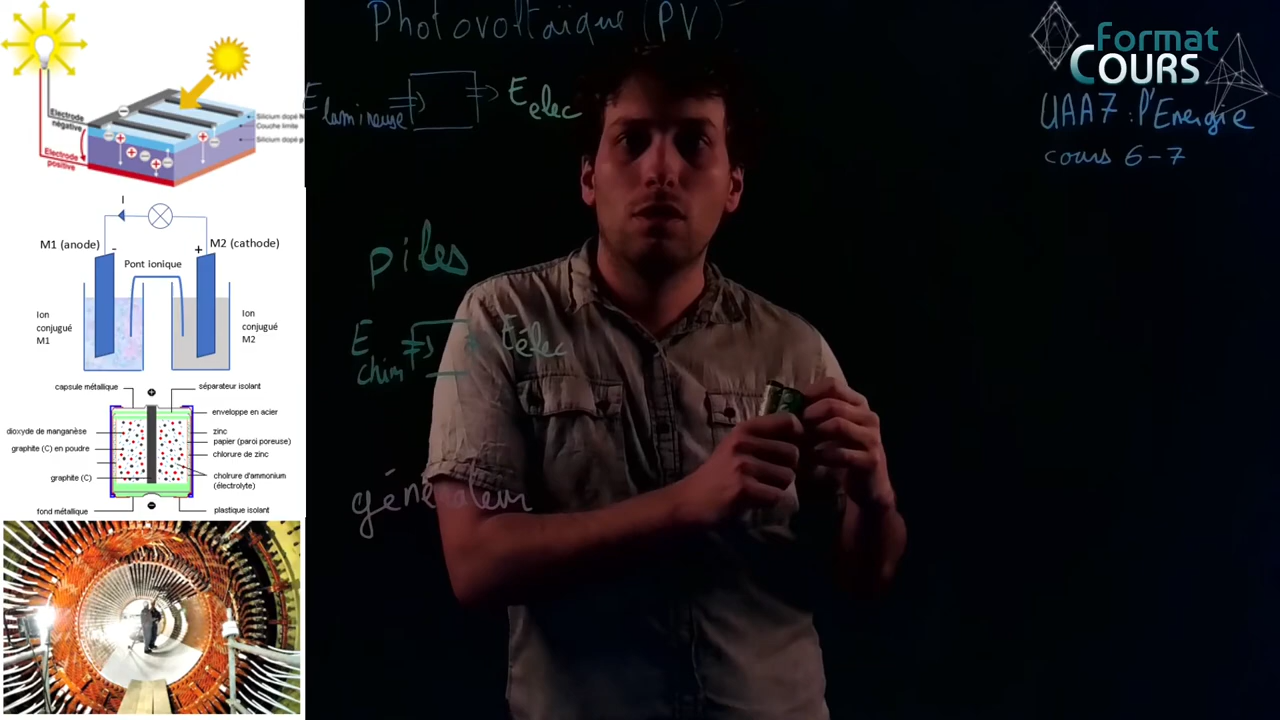 Photovoltaïque (PV)
E lumineuse ⇒ ⇒ E elec
piles
E chim ⇒ E élec
générateur
Format
COURS
UAA7 : l'Energie
cours 6-7
Electrode
négative
Electrode
positive
Silicium dopé N
Couche limite
Silicium dopé p
I
M1 (anode)
-
+
M2 (cathode)
Pont ionique
Ion
conjugué
M1
Ion
conjugué
M2
capsule métallique
+
séparateur isolant
enveloppe en acier
dioxyde de manganèse
zinc
papier (paroi poreuse)
graphite (C) en poudre
chlorure de zinc
graphite (C)
cholrure d'ammonium
(électrolyte)
fond métallique
-
plastique isolant